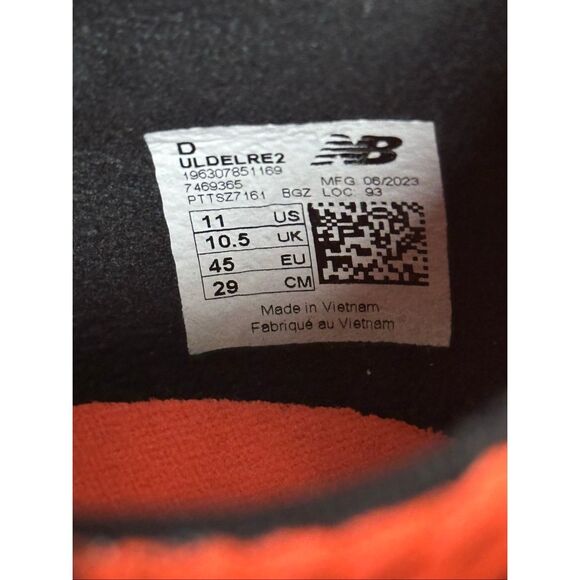 D
ULDELRE2
196307851169
7469365
PTTSZ7161 BGZ
NB
MFG 06/2023
LOC: 93
11 US
10.5 UK
45 EU
29 CM
Made in Vietnam
Fabriqué au Vietnam